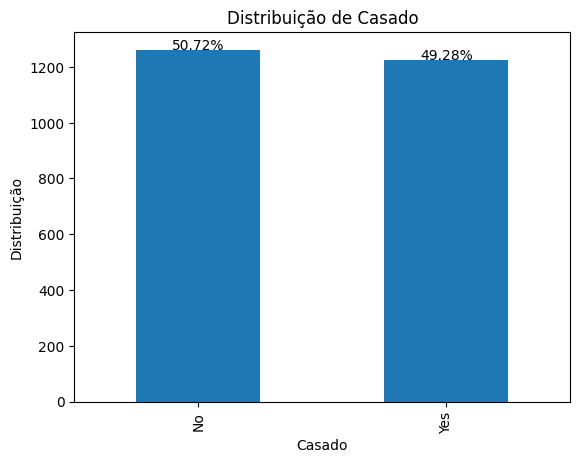 Distribuição de Casado
50.72%
49.28%
1200
1000
800
600
400
200
0
Distribuição
No
Yes
Casado